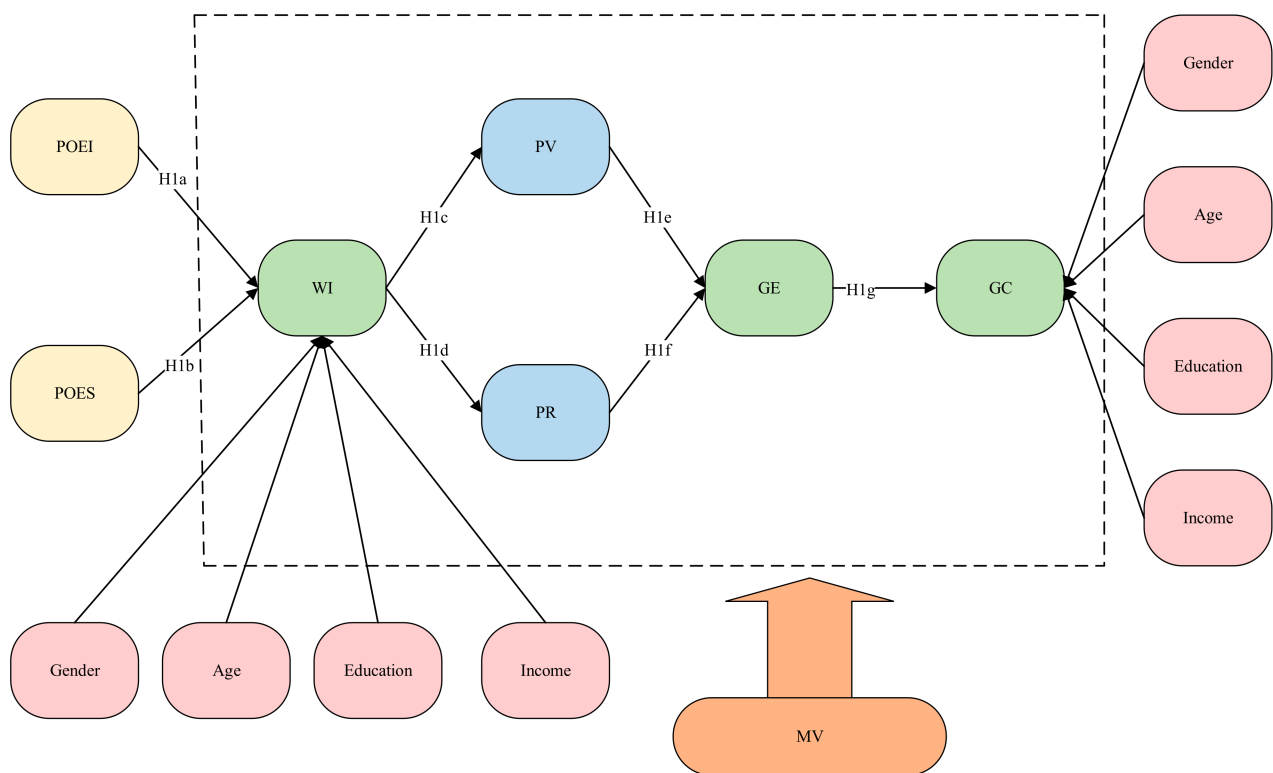 Gender
POEI
PV
H1a
Age
H1c
H1e
WI
GE
H1g
GC
H1b
H1d
H1f
Education
POES
PR
Income
Gender
Age
Education
Income
MV